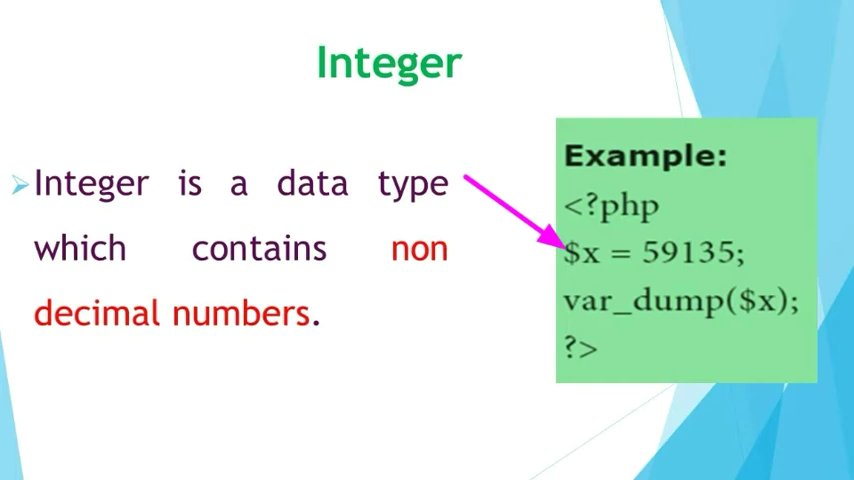 Integer
Integer is a data type
which contains non
decimal numbers.
Example:
<?php
$x = 59135;
var_dump($x);
?>